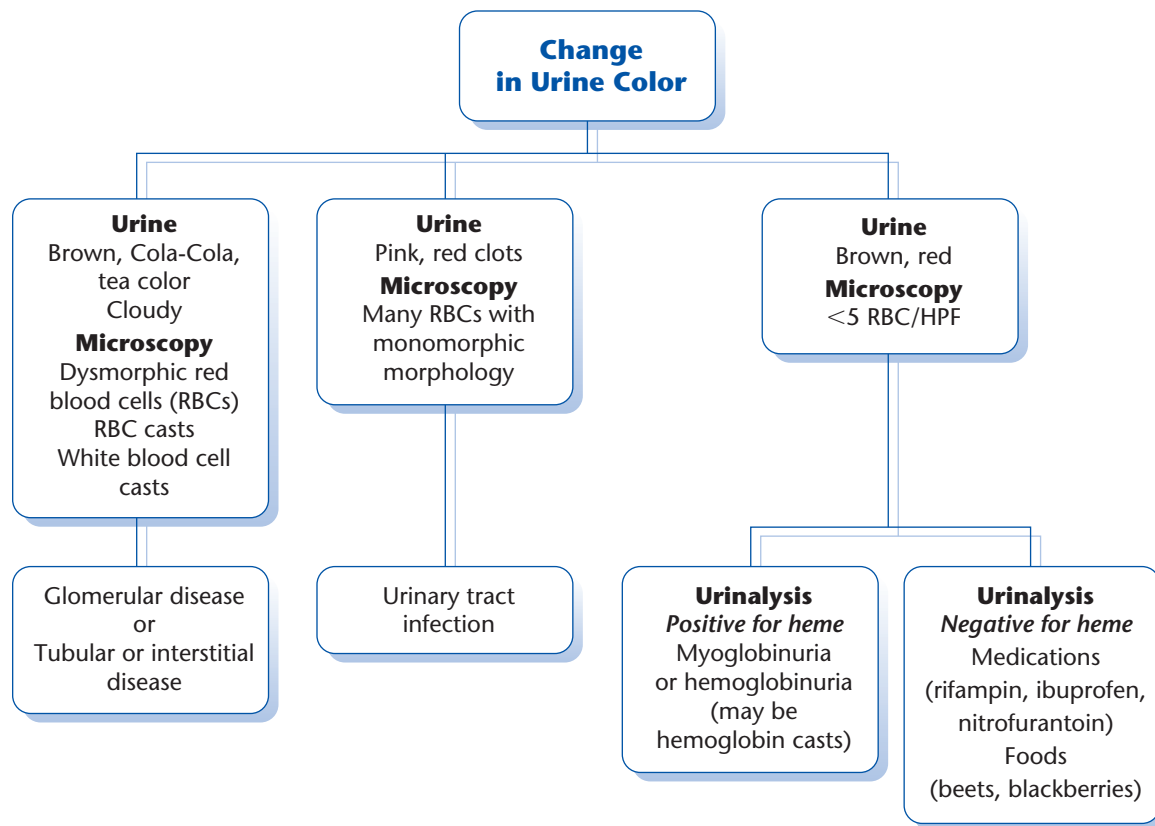 Change
in Urine Color
Urine
Brown, Cola-Cola,
tea color
Cloudy
Microscopy
Dysmorphic red
blood cells (RBCs)
RBC casts
White blood cell
casts
Urine
Pink, red clots
Microscopy
Many RBCs with
monomorphic
morphology
Urine
Brown, red
Microscopy
<5 RBC/HPF
Glomerular disease
or
Tubular or interstitial
disease
Urinary tract
infection
Urinalysis
Positive for heme
Myoglobinuria
or hemoglobinuria
(may be
hemoglobin casts)
Urinalysis
Negative for heme
Medications
(rifampin, ibuprofen,
nitrofurantoin)
Foods
(beets, blackberries)